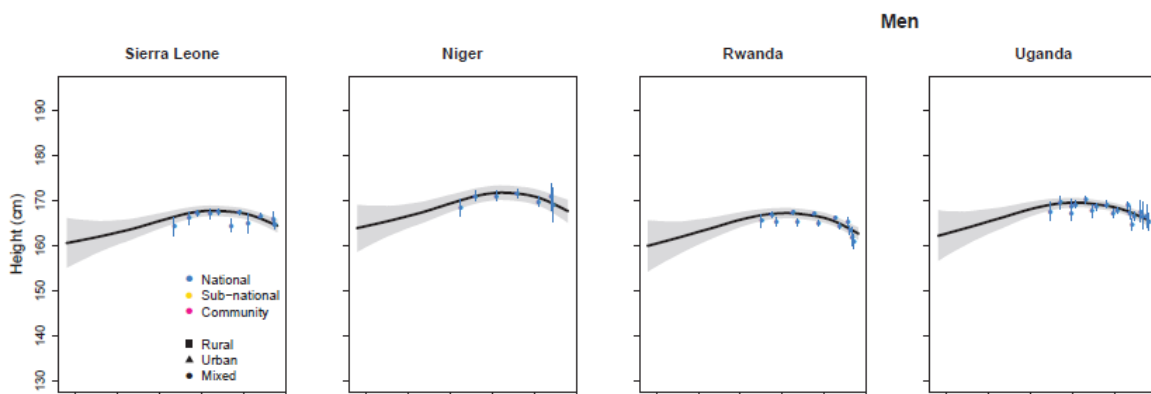 Men
Sierra Leone
Niger
Rwanda
Uganda
Height (cm)
190
180
170
160
150
140
130
National
Sub−national
Community
Rural
Urban
Mixed